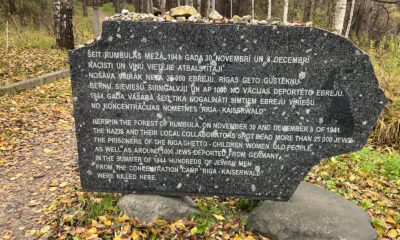 ŠEIT RUMBULAS MEŽĀ, 1941. GADA 30. NOVEMBRĪ UN 8. DECEMBRĪ
NACISTI UN VIŅU VIETĒJIE ATBALSTĪTĀJI
NOŠĀVA VAIRĀK NEKĀ 25 000 EBREJU, RĪGAS GETO GŪSTEKŅU-
BĒRNU, SIEVIEŠU, SIRMGALVJU UN AP 1000 NO VĀCIJAS DEPORTĒTO EBREJU.
1944. GADA VASARĀ ŠEIT TIKA NOGALINĀTI SIMTIEM EBREJU VĪRIEŠU
NO KONCENTRĀCIJAS NOMETNES "RĪGA - KAISERWALD"
HERE IN THE FOREST OF RUMBULA, ON NOVEMBER 30 AND DECEMBER 8 OF 1941
THE NAZIS AND THEIR LOCAL COLLABORATORS SHOT DEAD MORE THAN 25 000 JEWS
THE PRISONERS OF THE RIGA GHETTO - CHILDREN, WOMEN, OLD PEOPLE,
AS WELL AS AROUND 1000 JEWS DEPORTED FROM GERMANY.
IN THE SUMMER OF 1944 HUNDREDS OF JEWISH MEN
FROM THE CONCENTRATION CAMP "RIGA - KAISERWALD"
WERE KILLED HERE